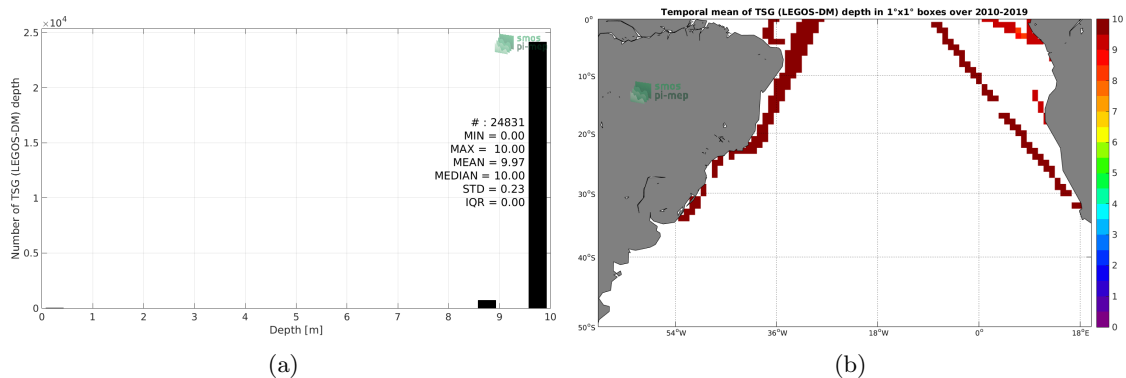 ×10⁴
2.5
2
1.5
1
0.5
0
Number of TSG (LEGOS-DM) depth
smos
pi-mep
# : 24831
MIN = 0.00
MAX = 10.00
MEAN = 9.97
MEDIAN = 10.00
STD = 0.23
IQR = 0.00
0 1 2 3 4 5 6 7 8 9 10
Depth [m]
(a)
Temporal mean of TSG (LEGOS-DM) depth in 1°x1° boxes over 2010-2019
0°
10°S
20°S
30°S
40°S
50°S
smos
pi-mep
54°W 36°W 18°W 0° 18°E
10
9
8
7
6
5
4
3
2
1
0
(b)